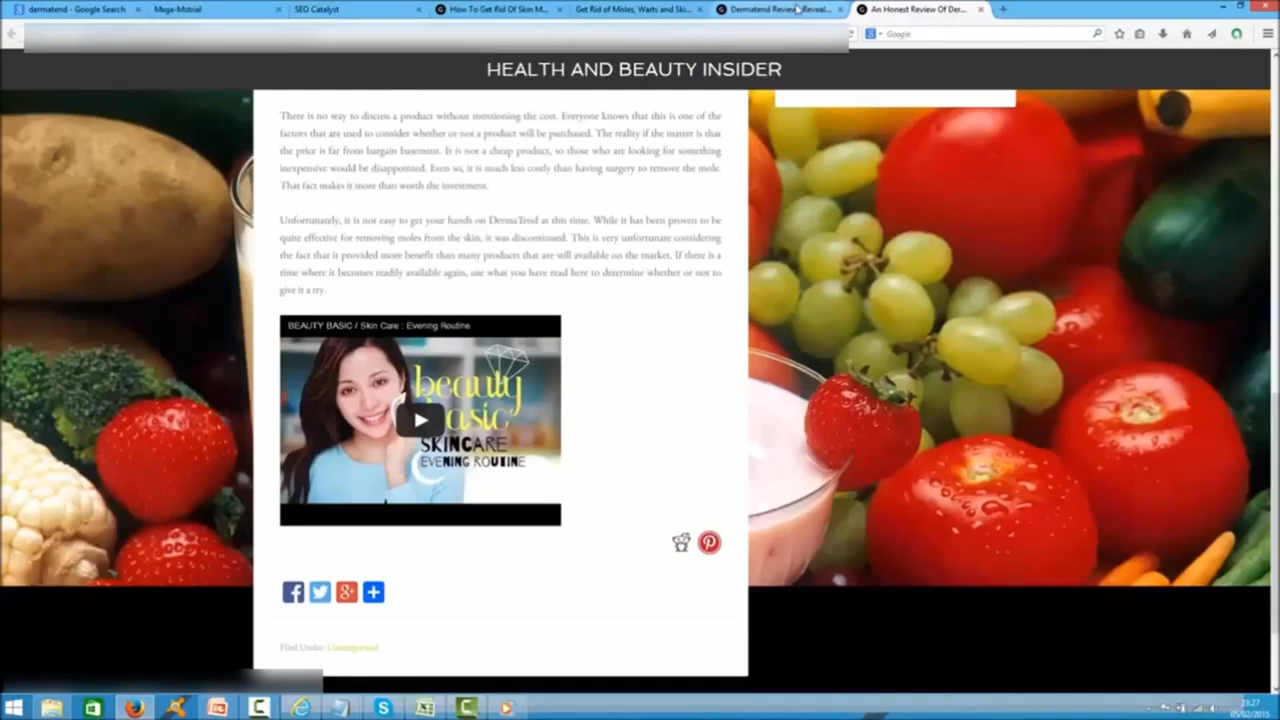 dermatend - Google Search
Mega-Mstrial
SEO Catalyst
How To Get Rid Of Skin M...
Get Rid of Moles, Warts and Ski...
Dermatend Review Reveal...
An Honest Review Of Der...
Google
HEALTH AND BEAUTY INSIDER
There is no way to discuss a product without mentioning the cost. Everyone knows that this is one of the
factors that are used to consider whether or not a product will be purchased. The reality if the matter is that
the price is far from bargain basement. It is not a cheap product, so those who are looking for something
inexpensive would be disappointed. Even so, it is much less costly than having surgery to remove the mole.
That fact makes it more than worth the investment.
Unfortunately, it is not easy to get your hands on DermaTend as this time. While it has been proven to be
quite effective for removing moles from the skin, it was discontinued. This is very unfortunate considering
the fact that it provided more benefit than many products that are still available on the market. If there is a
time where it becomes readily available again, use what you have read here to determine whether or not to
give it a try.
BEAUTY BASIC / Skin Care : Evening Routine
beauty
basic
SKINCARE
EVENING ROUTINE
Filed Under: Uncategorized
23:27
05/02/2015